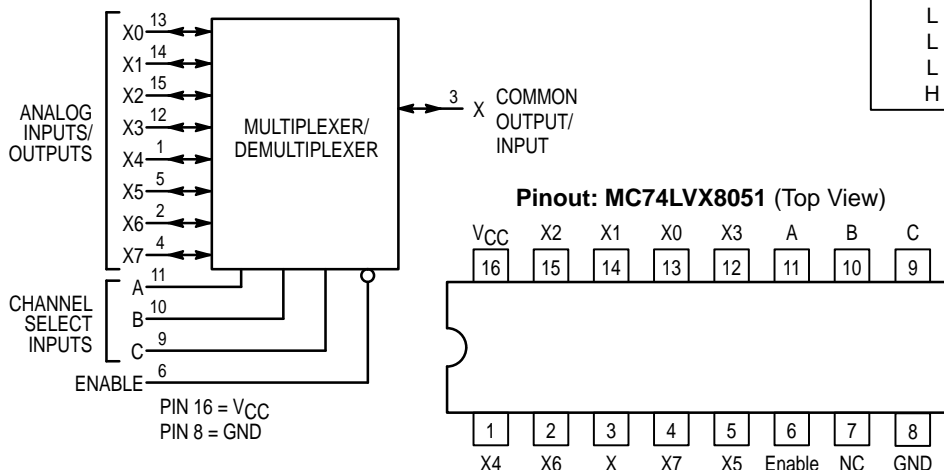 L
L
L
H
X0 13
X1 14
X2 15
X3 12
X4 1
X5 5
X6 2
X7 4
ANALOG
INPUTS/
OUTPUTS
MULTIPLEXER/
DEMULTIPLEXER
3 X COMMON
OUTPUT/
INPUT
A 11
B 10
C 9
CHANNEL
SELECT
INPUTS
ENABLE 6
PIN 16 = VCC
PIN 8 = GND
Pinout: MC74LVX8051 (Top View)
VCC X2 X1 X0 X3 A B C
16 15 14 13 12 11 10 9
1 2 3 4 5 6 7 8
X4 X6 X X7 X5 Enable NC GND